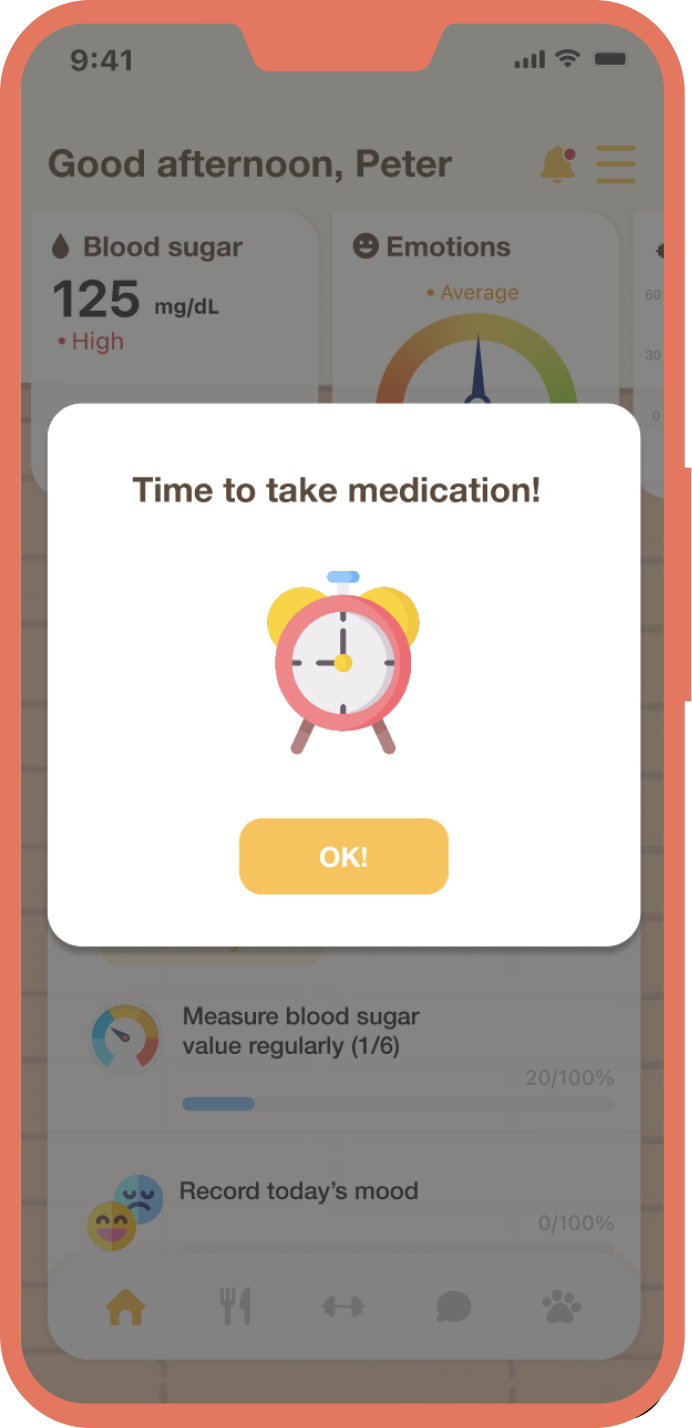 9:41
Good afternoon, Peter
Blood sugar
125 mg/dL
• High
Emotions
• Average
60
30
0
Time to take medication!
OK!
Measure blood sugar
value regularly (1/6)
20/100%
Record today's mood
0/100%